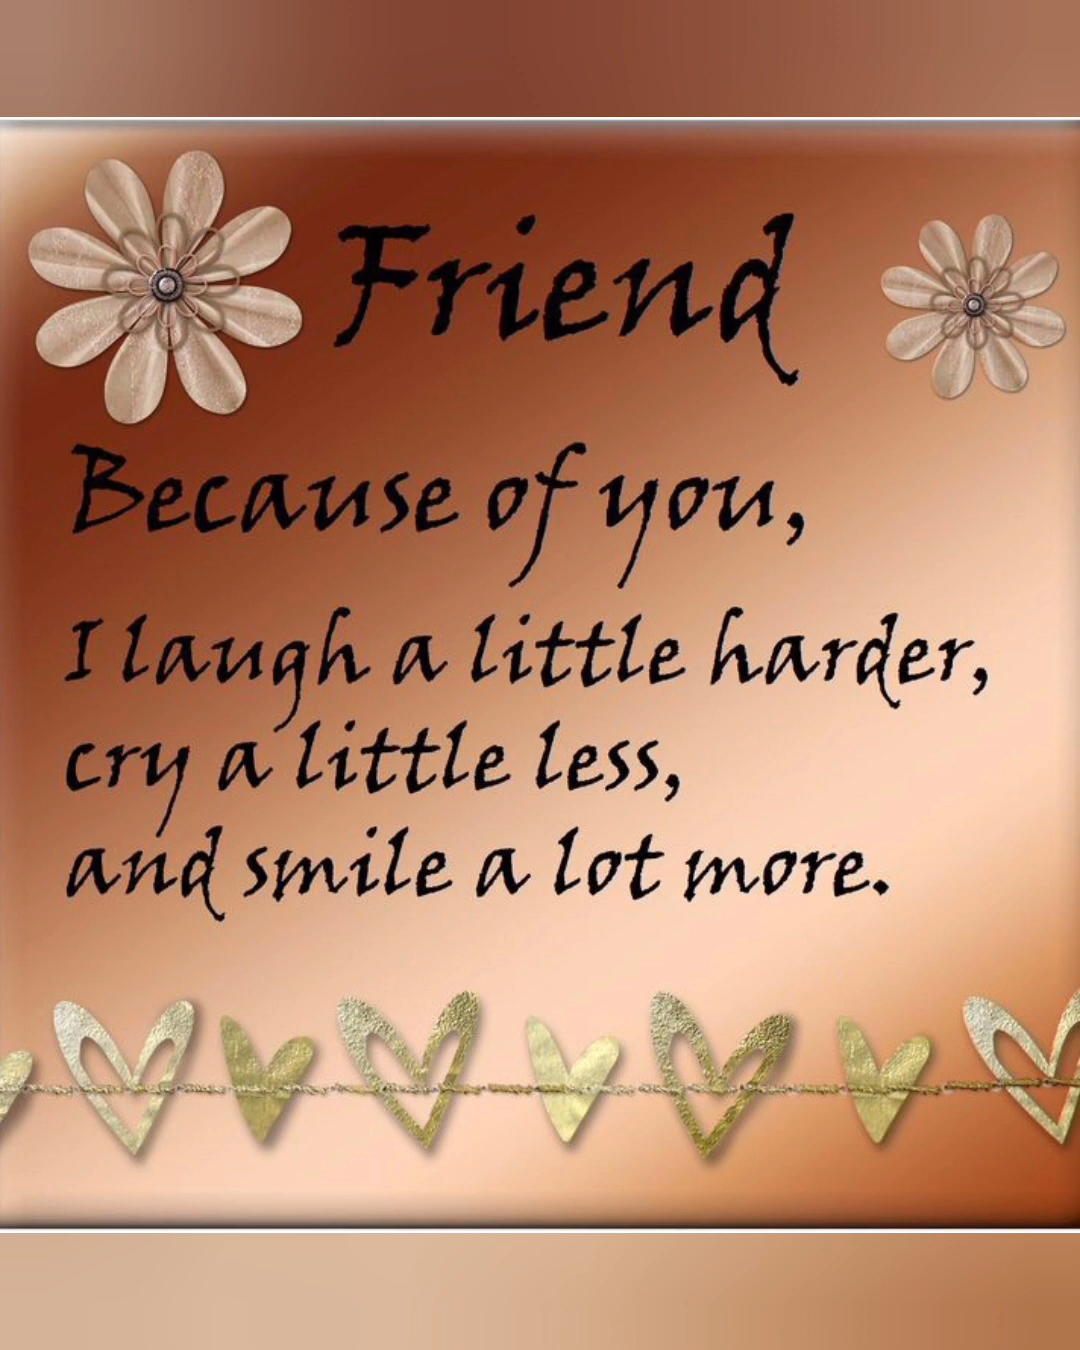 Friend
Because of you,
I laugh a little harder,
cry a little less,
and smile a lot more.